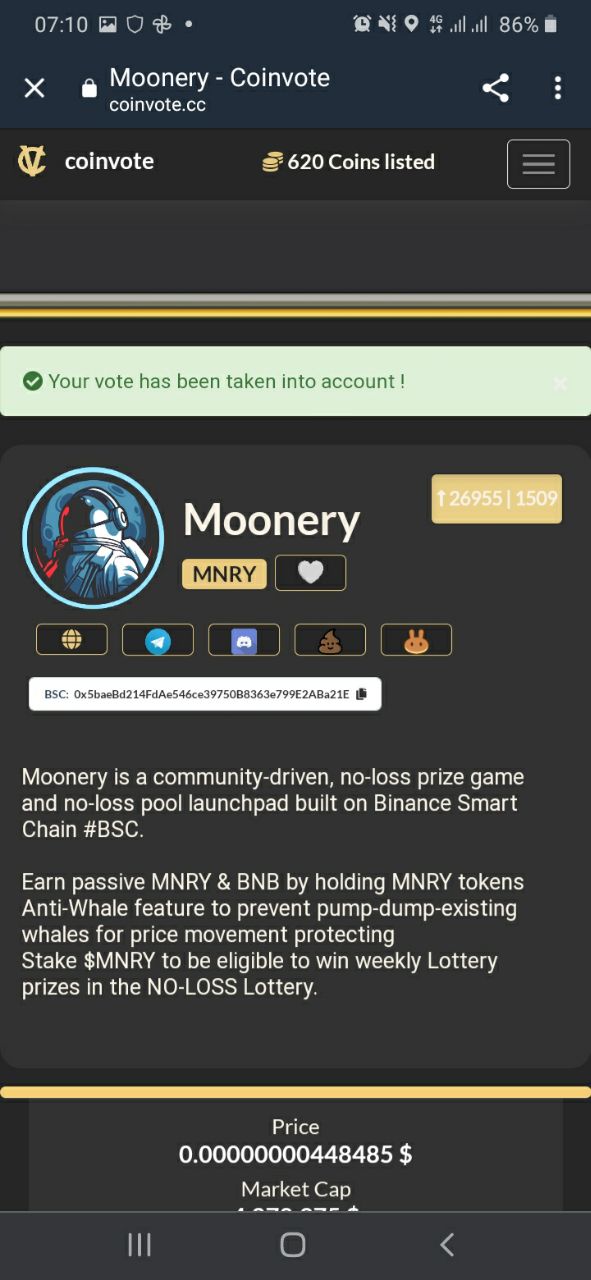 07:10
4G
86%
Moonery - Coinvote
coinvote.cc
coinvote
620 Coins listed
Your vote has been taken into account !
×
26955 | 1509
Moonery
MNRY
BSC: 0x5baeBd214FdAe546ce39750B8363e799E2ABa21E
Moonery is a community-driven, no-loss prize game
and no-loss pool launchpad built on Binance Smart
Chain #BSC.
Earn passive MNRY & BNB by holding MNRY tokens
Anti-Whale feature to prevent pump-dump-existing
whales for price movement protecting
Stake $MNRY to be eligible to win weekly Lottery
prizes in the NO-LOSS Lottery.
Price
0.00000000448485 $
Market Cap